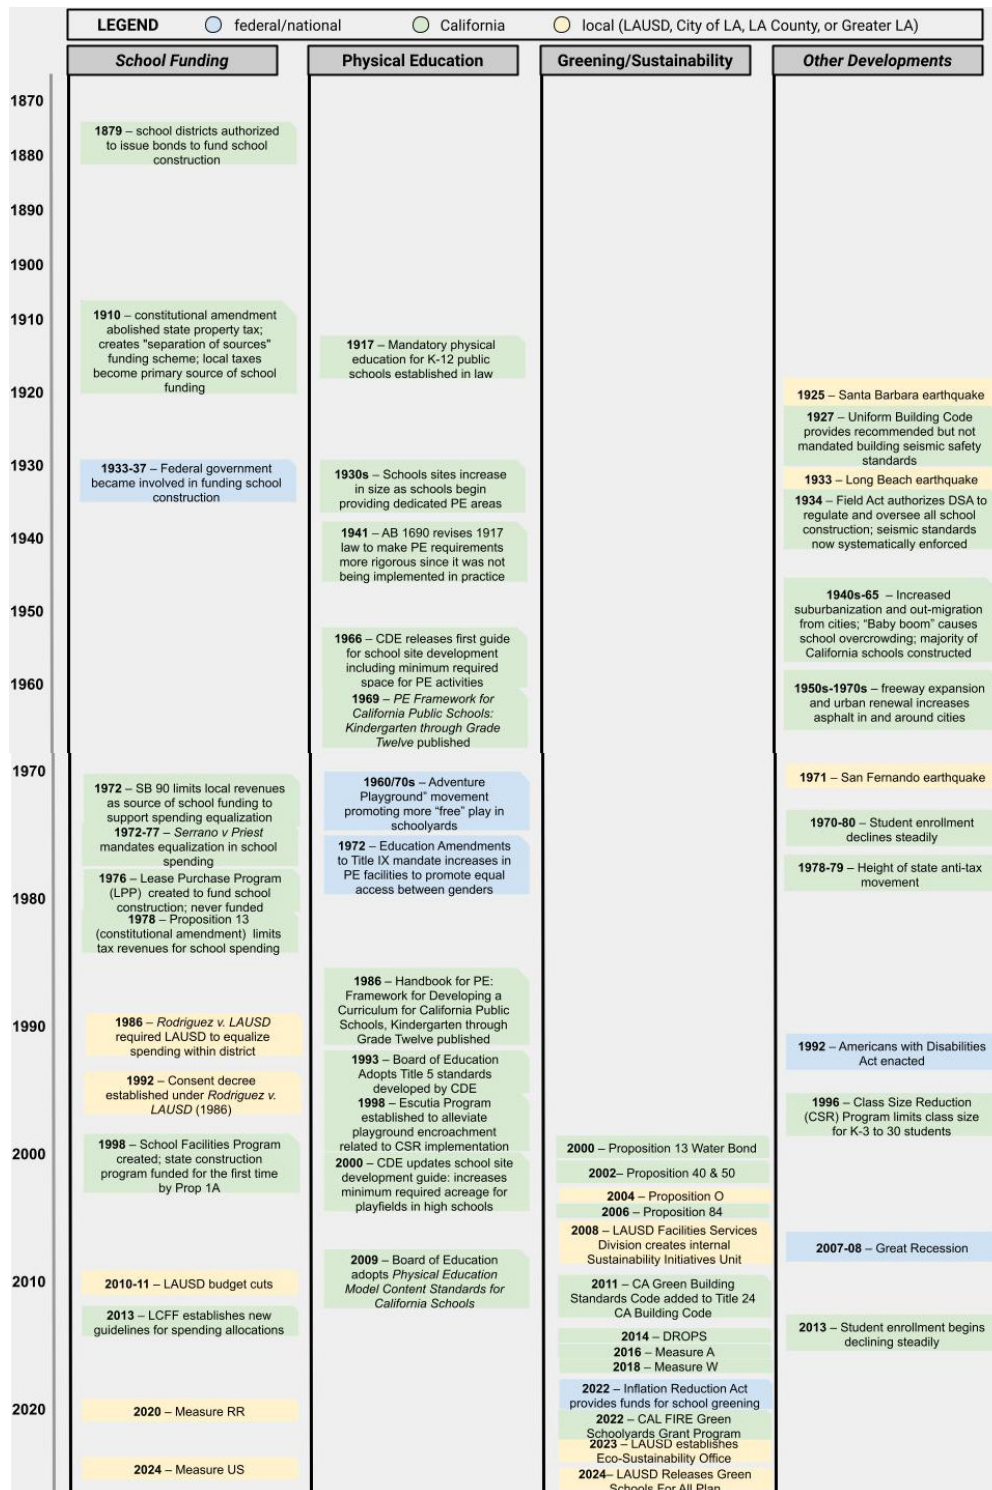 LEGEND federal/national California local (LAUSD, City of LA, LA County, or Greater LA)
School Funding
Physical Education
Greening/Sustainability
Other Developments
1870
1880
1890
1900
1910
1920
1930
1940
1950
1960
1970
1980
1990
2000
2010
2020
1879 – school districts authorized
to issue bonds to fund school
construction
1910 – constitutional amendment
abolished state property tax;
creates "separation of sources"
funding scheme; local taxes
become primary source of school
funding
1933-37 – Federal government
became involved in funding school
construction
1972 – SB 90 limits local revenues
as source of school funding to
support spending equalization
1972-77 – Serrano v Priest
mandates equalization in school
spending
1976 – Lease Purchase Program
(LPP) created to fund school
construction; never funded
1978 – Proposition 13
(constitutional amendment) limits
tax revenues for school spending
1986 – Rodriguez v. LAUSD
required LAUSD to equalize
spending within district
1992 – Consent decree
established under Rodriguez v.
LAUSD (1986)
1998 – School Facilities Program
created; state construction
program funded for the first time
by Prop 1A
2010-11 – LAUSD budget cuts
2013 – LCFF establishes new
guidelines for spending allocations
2020 – Measure RR
2024 – Measure US
1917 – Mandatory physical
education for K-12 public
schools established in law
1930s – Schools sites increase
in size as schools begin
providing dedicated PE areas
1941 – AB 1690 revises 1917
law to make PE requirements
more rigorous since it was not
being implemented in practice
1966 – CDE releases first guide
for school site development
including minimum required
space for PE activities
1969 – PE Framework for
California Public Schools:
Kindergarten through Grade
Twelve published
1960/70s – Adventure
Playground” movement
promoting more “free” play in
schoolyards
1972 – Education Amendments
to Title IX mandate increases in
PE facilities to promote equal
access between genders
1986 – Handbook for PE:
Framework for Developing a
Curriculum for California Public
Schools, Kindergarten through
Grade Twelve published
1993 – Board of Education
Adopts Title 5 standards
developed by CDE
1998 – Escutia Program
established to alleviate
playground encroachment
related to CSR implementation
2000 – CDE updates school site
development guide: increases
minimum required acreage for
playfields in high schools
2009 – Board of Education
adopts Physical Education
Model Content Standards for
California Schools
2000 – Proposition 13 Water Bond
2002– Proposition 40 & 50
2004 – Proposition O
2006 – Proposition 84
2008 – LAUSD Facilities Services
Division creates internal
Sustainability Initiatives Unit
2011 – CA Green Building
Standards Code added to Title 24
CA Building Code
2014 – DROPS
2016 – Measure A
2018 – Measure W
2022 – Inflation Reduction Act
provides funds for school greening
2022 – CAL FIRE Green
Schoolyards Grant Program
2023 – LAUSD establishes
Eco-Sustainability Office
2024– LAUSD Releases Green
Schools For All Plan
1925 – Santa Barbara earthquake
1927 – Uniform Building Code
provides recommended but not
mandated building seismic safety
standards
1933 – Long Beach earthquake
1934 – Field Act authorizes DSA to
regulate and oversee all school
construction; seismic standards
now systematically enforced
1940s-65 – Increased
suburbanization and out-migration
from cities; “Baby boom” causes
school overcrowding; majority of
California schools constructed
1950s-1970s – freeway expansion
and urban renewal increases
asphalt in and around cities
1971 – San Fernando earthquake
1970-80 – Student enrollment
declines steadily
1978-79 – Height of state anti-tax
movement
1992 – Americans with Disabilities
Act enacted
1996 – Class Size Reduction
(CSR) Program limits class size
for K-3 to 30 students
2007-08 – Great Recession
2013 – Student enrollment begins
declining steadily